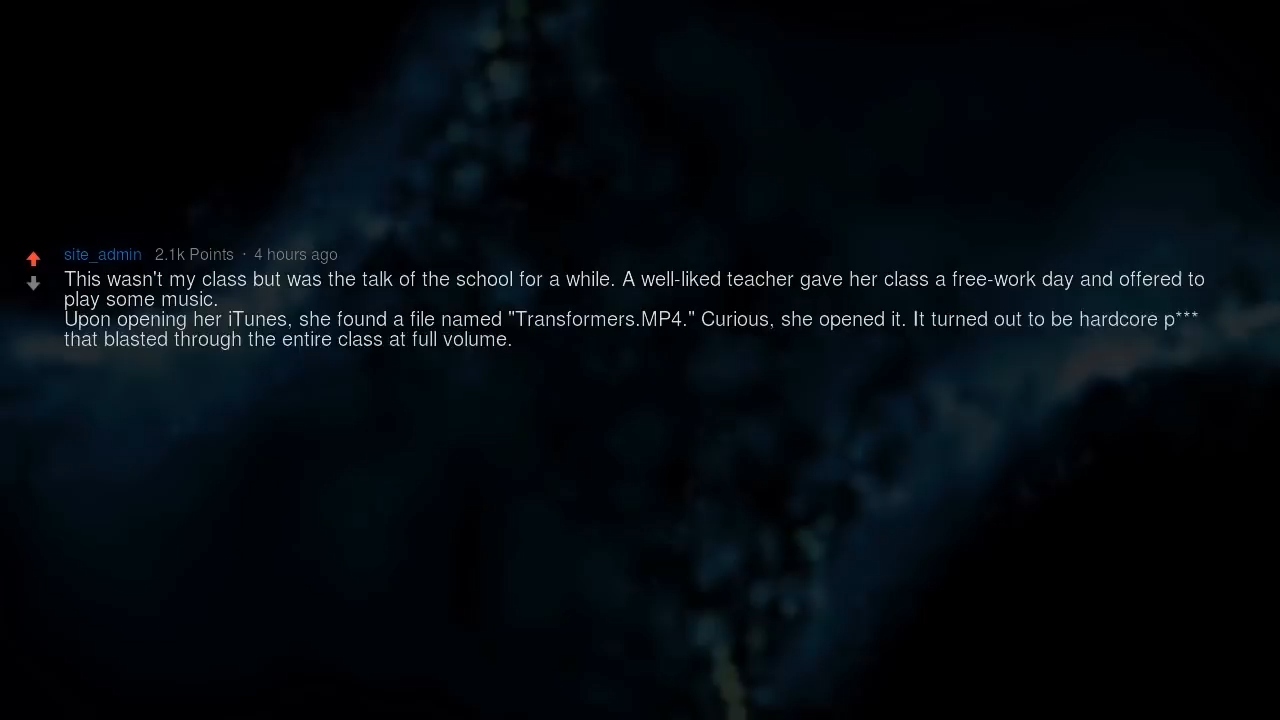 site_admin 2.1k Points · 4 hours ago
This wasn't my class but was the talk of the school for a while. A well-liked teacher gave her class a free-work day and offered to
play some music.
Upon opening her iTunes, she found a file named "Transformers.MP4." Curious, she opened it. It turned out to be hardcore p***
that blasted through the entire class at full volume.